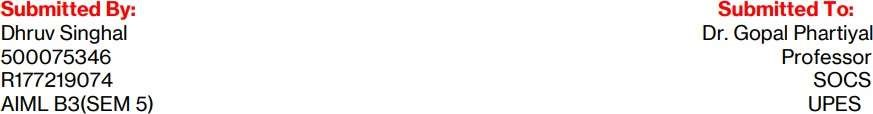 Submitted By: Submitted To:
Dhruv Singhal Dr. Gopal Phartiyal
500075346 Professor
R177219074 SOCS
AIML B3(SEM 5) UPES